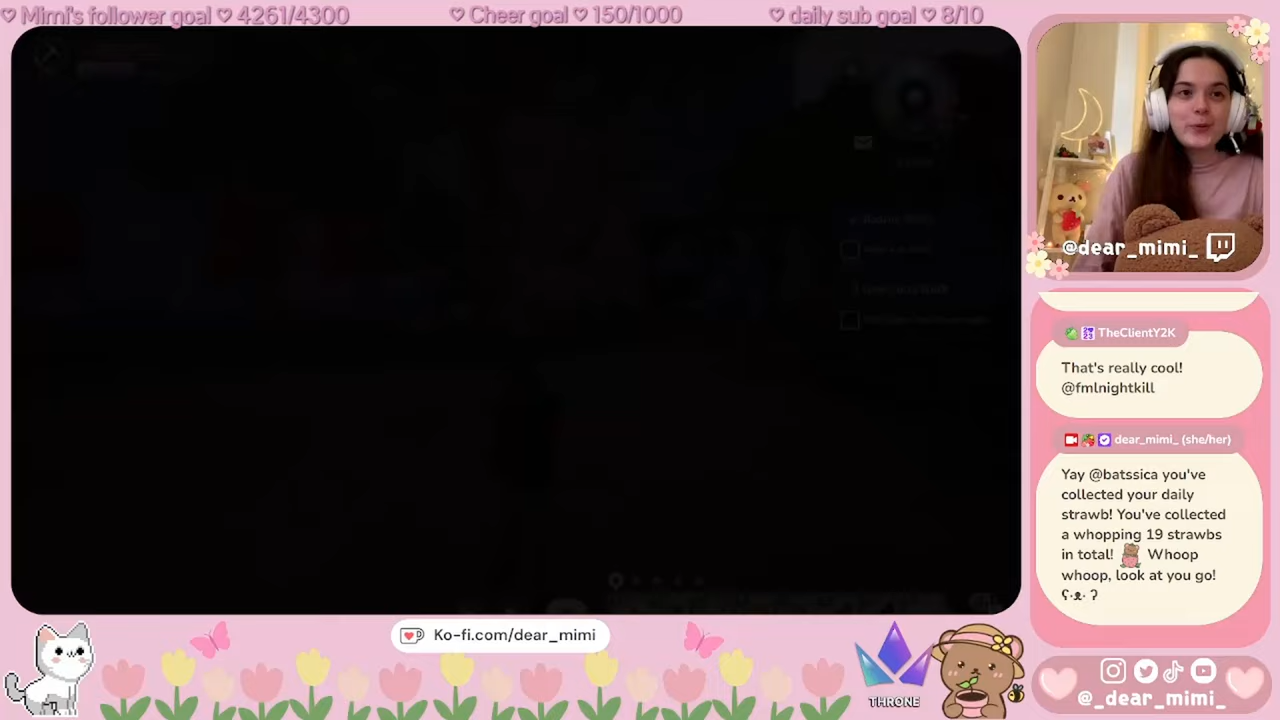 ♡ Mimi's follower goal ♡ 4261/4300
♡ Cheer goal ♡ 150/1000
♡ daily sub goal ♡ 8/10
@dear_mimi_
TheClientY2K
That's really cool!
@fmlnightkill
dear_mimi_ (she/her)
Yay @batssica you've
collected your daily
strawb! You've collected
a whopping 19 strawbs
in total! Whoop
whoop, look at you go!
ʕ·ᴥ· ʔ
Ko-fi.com/dear_mimi
THRONE
@_dear_mimi_